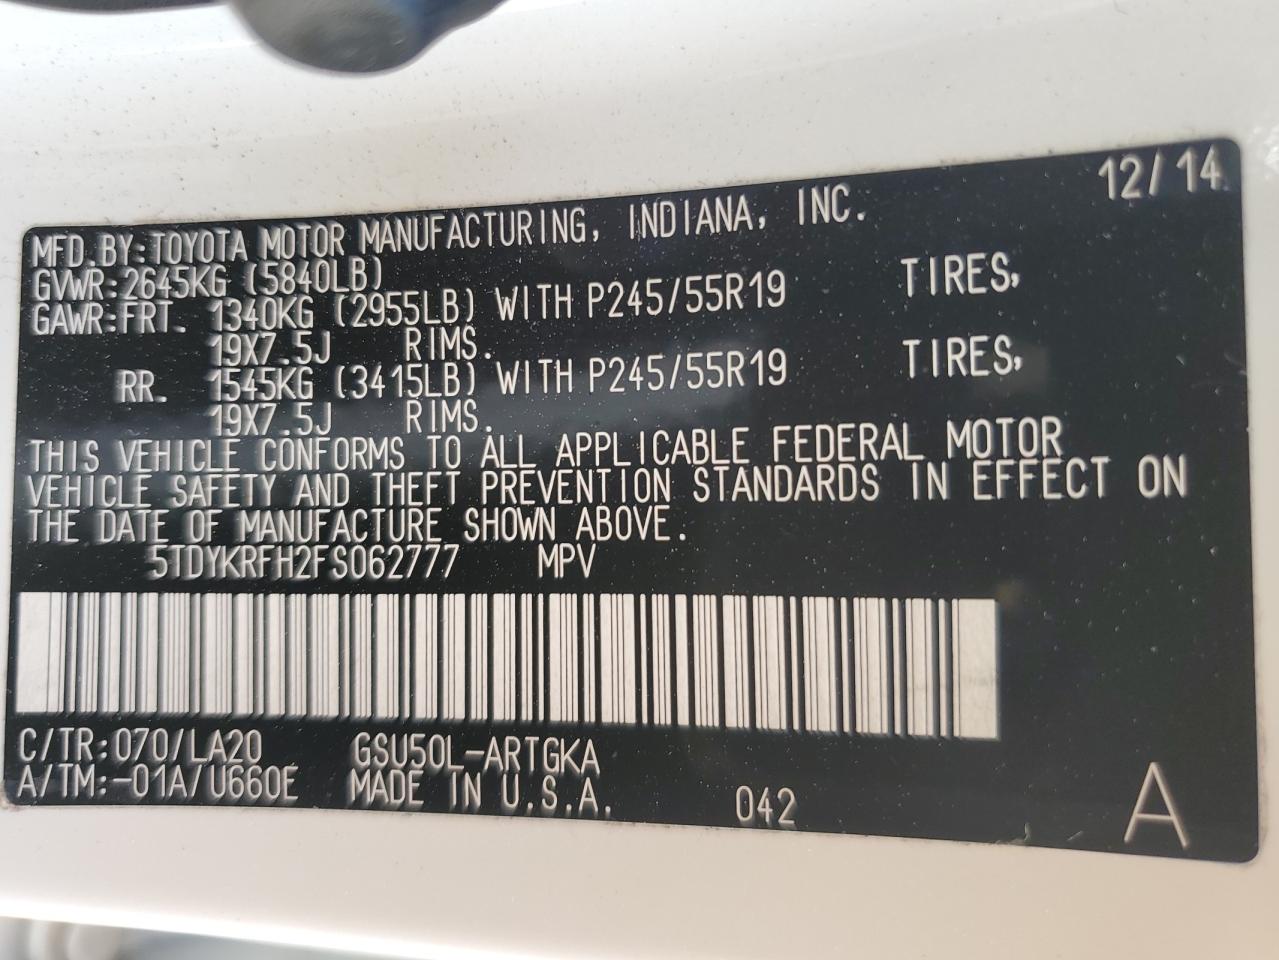 12/14
MFD.BY:TOYOTA MOTOR MANUFACTURING, INDIANA, INC.
GVWR:2645KG (5840LB)
GAWR:FRT. 1340KG (2955LB) WITH P245/55R19 TIRES,
19X7.5J RIMS.
RR. 1545KG (3415LB) WITH P245/55R19 TIRES,
19X7.5J RIMS.
THIS VEHICLE CONFORMS TO ALL APPLICABLE FEDERAL MOTOR
VEHICLE SAFETY AND THEFT PREVENTION STANDARDS IN EFFECT ON
THE DATE OF MANUFACTURE SHOWN ABOVE.
5TDYKRFH2FS062777 MPV
C/TR:070/LA20 GSU50L-ARTGKA
A/TM:-01A/U660E MADE IN U.S.A. 042 A